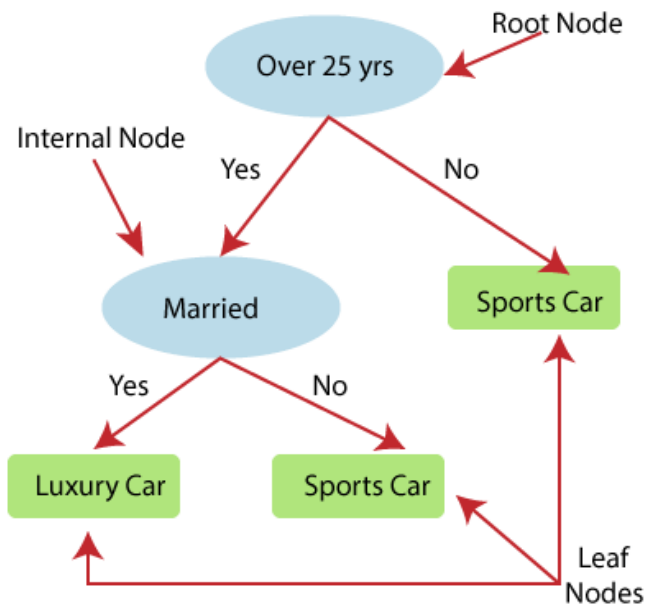 Root Node
Over 25 yrs
Internal Node
Yes
No
Sports Car
Married
Yes
No
Luxury Car
Sports Car
Leaf
Nodes